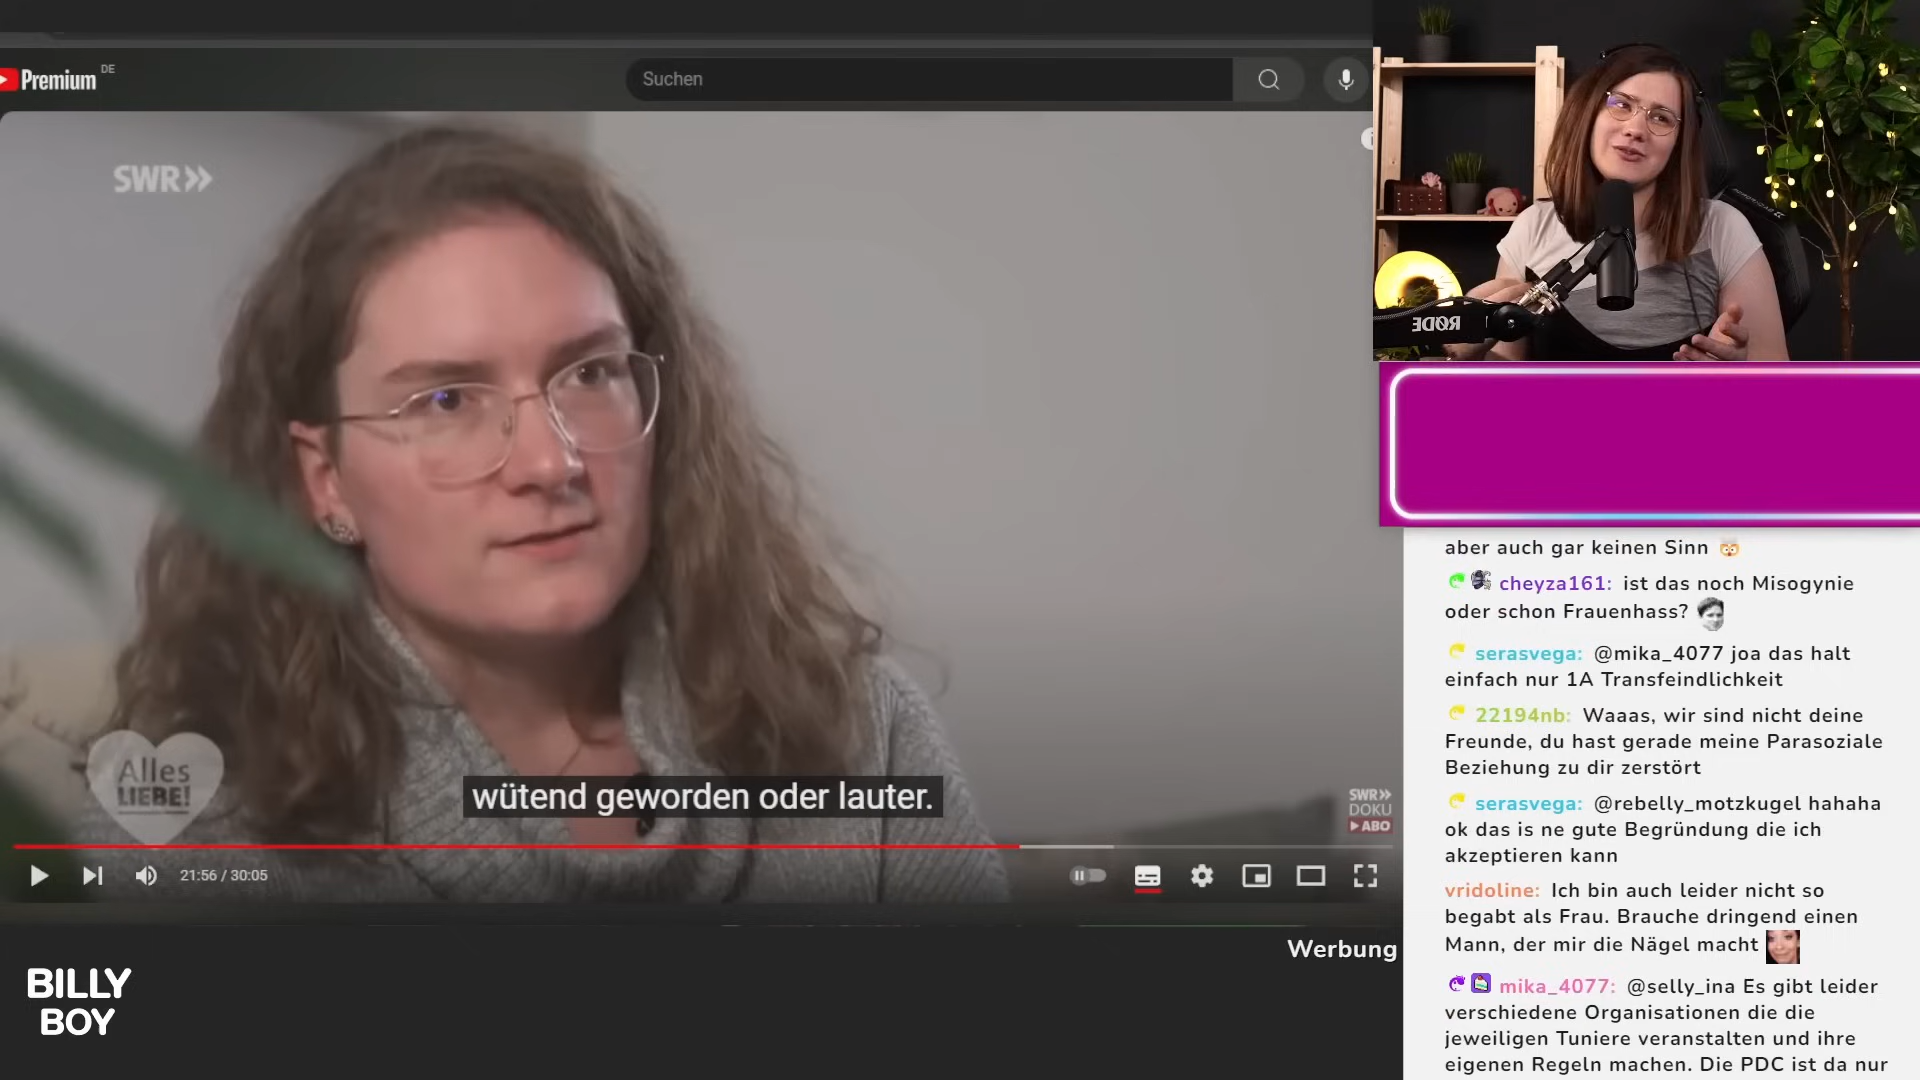 Premium DE
Suchen
SWR
Alles
LIEBE!
wütend geworden oder lauter.
SWR
DOKU
ABO
21:56 / 30:05
Werbung
BILLY
BOY
RØDE
aber auch gar keinen Sinn
cheyza161: ist das noch Misogynie
oder schon Frauenhass?
serasvega: @mika_4077 joa das halt
einfach nur 1A Transfeindlichkeit
22194nb: Waaas, wir sind nicht deine
Freunde, du hast gerade meine Parasoziale
Beziehung zu dir zerstört
serasvega: @rebelly_motzkugel hahaha
ok das is ne gute Begründung die ich
akzeptieren kann
vridoline: Ich bin auch leider nicht so
begabt als Frau. Brauche dringend einen
Mann, der mir die Nägel macht
mika_4077: @selly_ina Es gibt leider
verschiedene Organisationen die die
jeweiligen Tuniere veranstalten und ihre
eigenen Regeln machen. Die PDC ist da nur